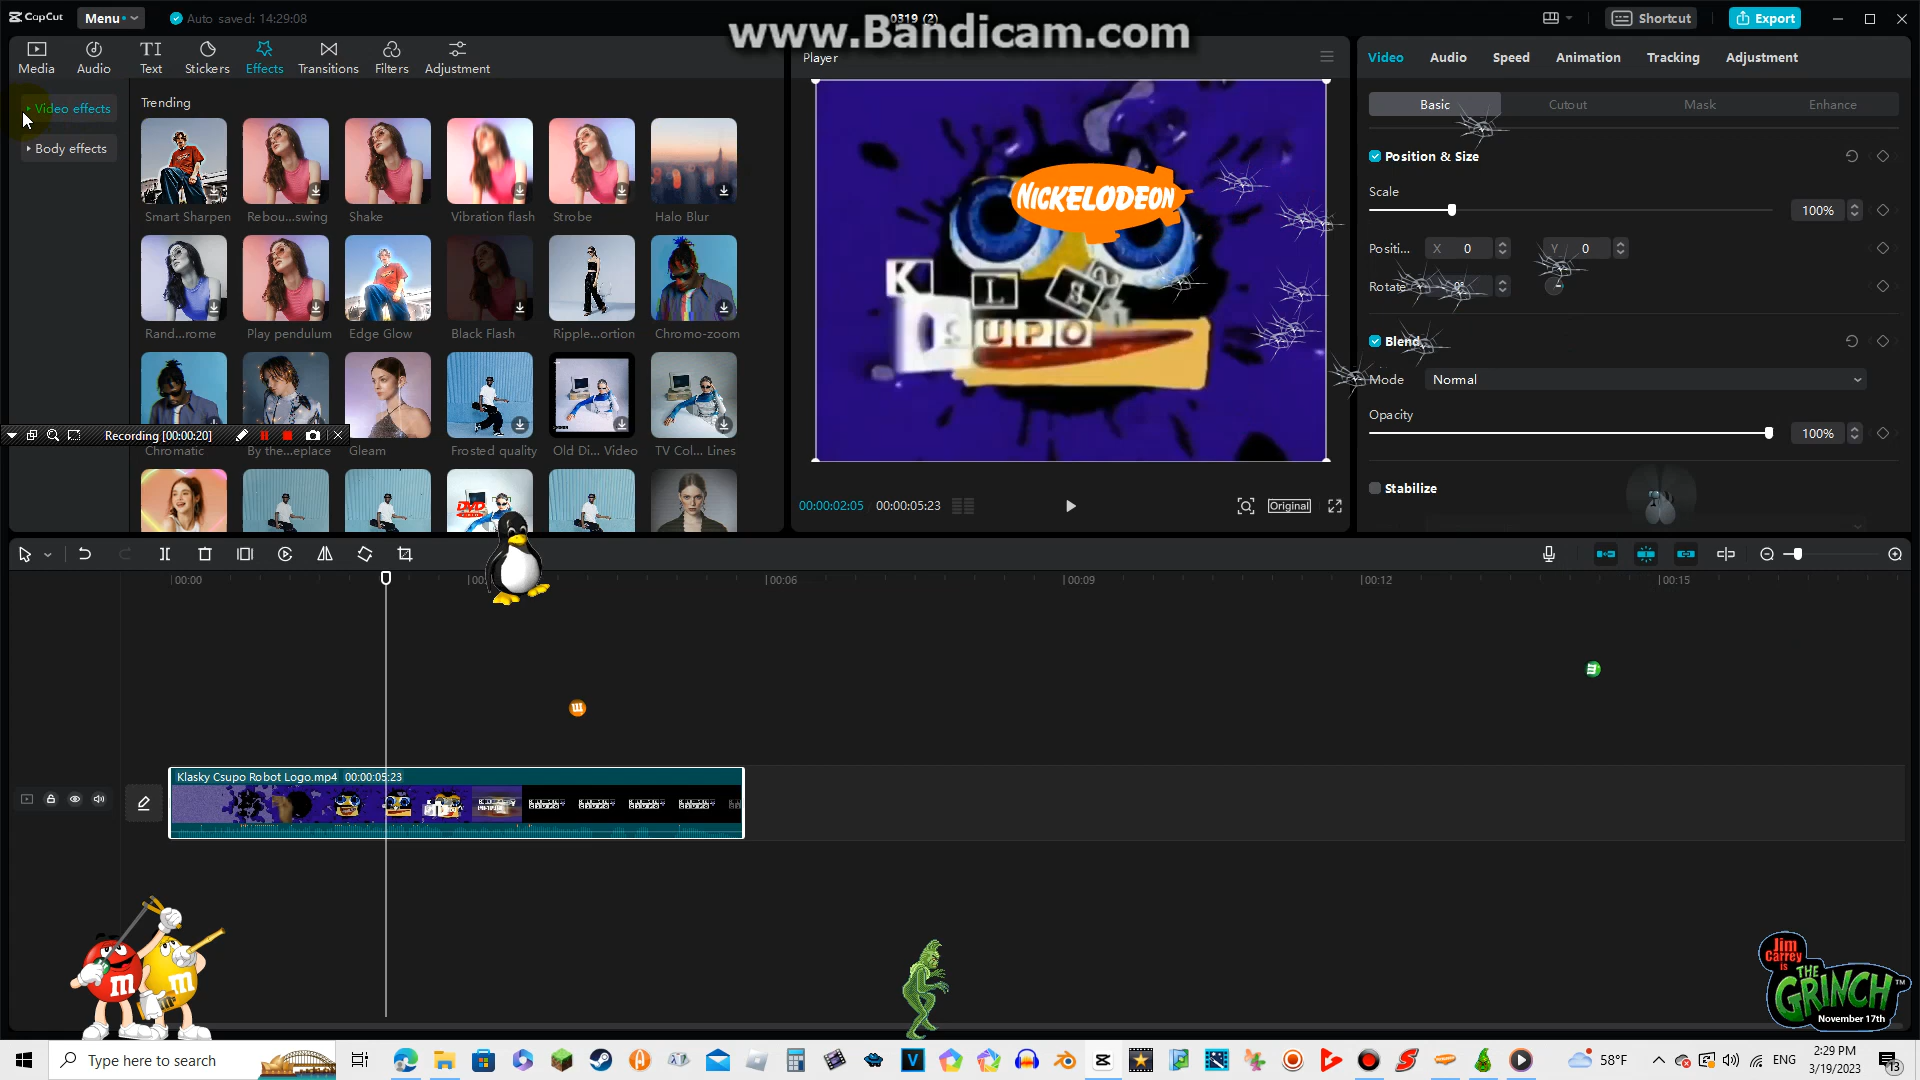 CapCut
Menu
Auto saved: 14:29:08
0319 (2)
www.Bandicam.com
Shortcut
Export
Media
Audio
TI
Text
Stickers
Effects
Transitions
Filters
Adjustment
Player
Video
Audio
Speed
Animation
Tracking
Adjustment
Video effects
Body effects
Trending
Smart Sharpen
Rebou...swing
Shake
Vibration flash
Strobe
Halo Blur
Rand...rome
Play pendulum
Edge Glow
Black Flash
Ripple...ortion
Chromo-zoom
Recording [00:00:20]
Chromatic
By the...eplace
Gleam
Frosted quality
Old Di... Video
TV Col... Lines
DVD
NICKELODEON
K L S
SUPO
00:00:02:05
00:00:05:23
Original
Basic
Cutout
Mask
Enhance
Position & Size
Scale
100%
Positi...
X 0
Y 0
Rotate
0°
Blend
Mode
Normal
Opacity
100%
Stabilize
00:00
00:06
00:09
00:12
00:15
Klasky Csupo Robot Logo.mp4 00:00:05:23
m
m
Jim
Carrey
is
THE
GRINCH
TM
November 17th
Type here to search
58°F
ENG
2:29 PM
3/19/2023
13